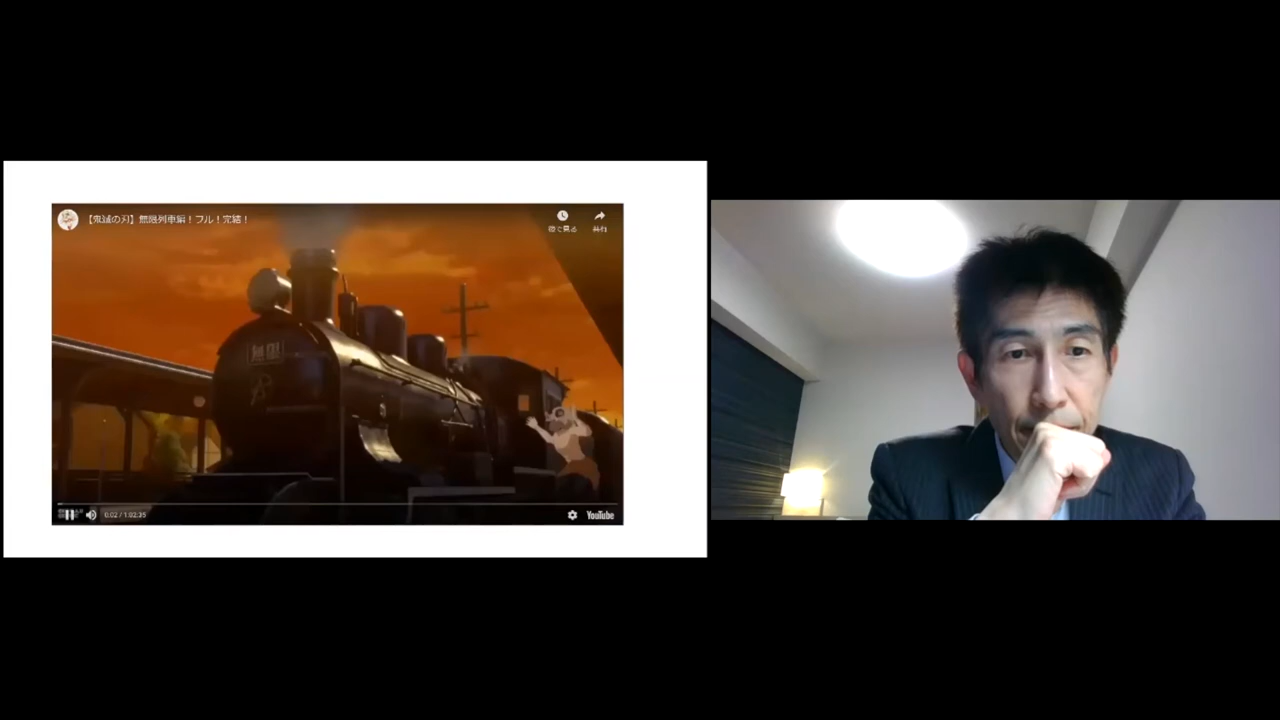 【鬼滅の刃】無限列車編！フル！完結！
後で見る
共有
無限
0:02 / 1:02:35
YouTube